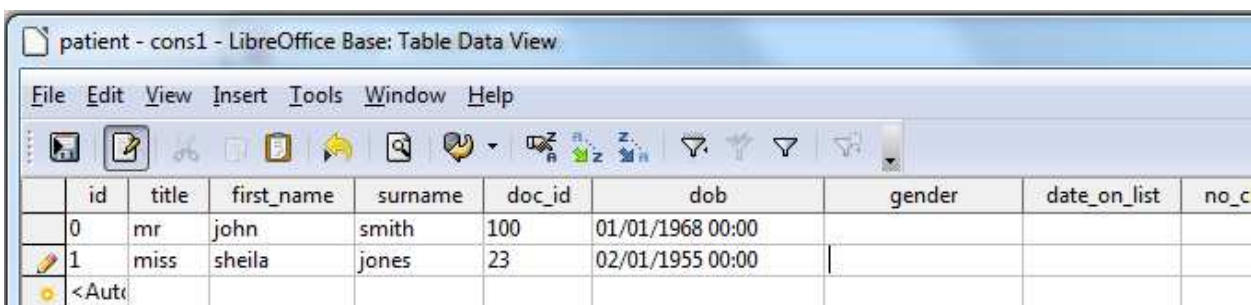 patient - cons1 - LibreOffice Base: Table Data View
File Edit View Insert Tools Window Help
id title first_name surname doc_id dob gender date_on_list no_c
0 mr john smith 100 01/01/1968 00:00
1 miss sheila jones 23 02/01/1955 00:00
<Auto